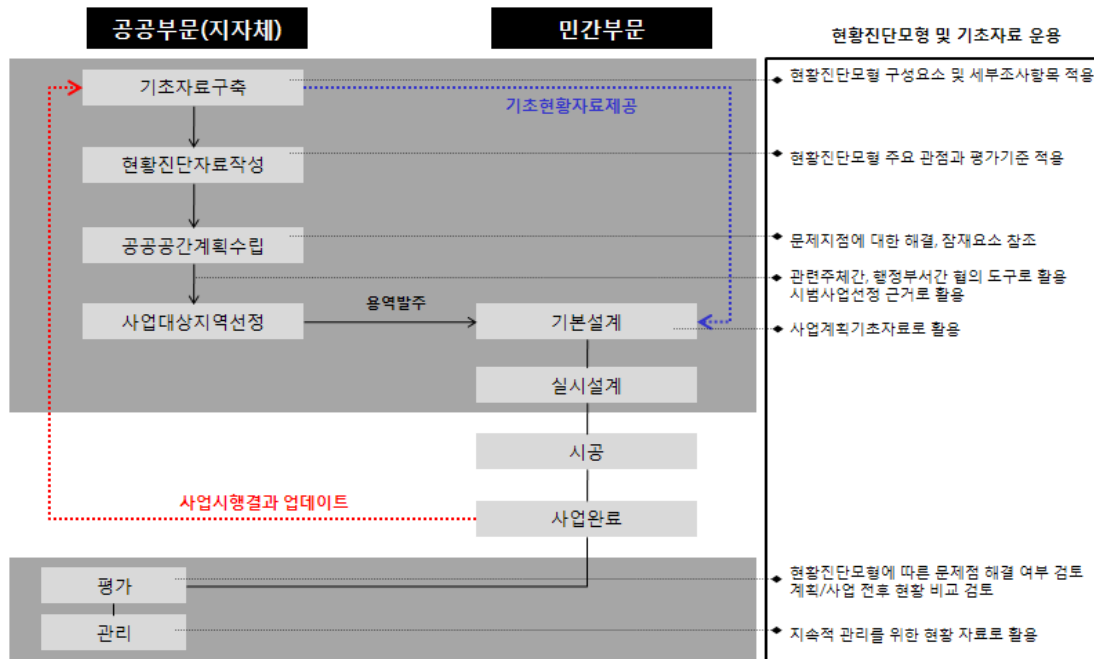 공공부문(지자체)
민간부문
현황진단모형 및 기초자료 운용
기초자료구축
현황진단모형 구성요소 및 세부조사항목 적용
기초현황자료제공
현황진단자료작성
현황진단모형 주요 관점과 평가기준 적용
공공공간계획수립
문제지점에 대한 해결, 잠재요소 참조
관련주체간, 행정부서간 협의 도구로 활용
시범사업선정 근거로 활용
사업대상지역선정
용역발주
기본설계
사업계획기초자료로 활용
실시설계
시공
사업시행결과 업데이트
사업완료
평가
현황진단모형에 따른 문제점 해결 여부 검토
계획/사업 전후 현황 비교 검토
관리
지속적 관리를 위한 현황 자료로 활용